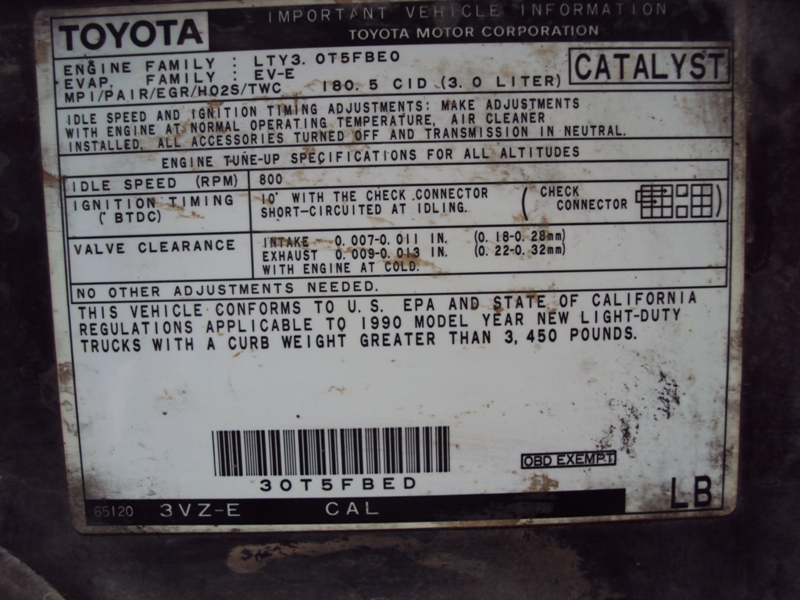 IMPORTANT VEHICLE INFORMATION
TOYOTA
TOYOTA MOTOR CORPORATION
ENGINE FAMILY : LTY3. 0T5FBE0
EVAP. FAMILY : EV-E
CATALYST
MPI/PAIR/EGR/HO2S/TWC 180. 5 CID (3. 0 LITER)
IDLE SPEED AND IGNITION TIMING ADJUSTMENTS: MAKE ADJUSTMENTS
WITH ENGINE AT NORMAL OPERATING TEMPERATURE, AIR CLEANER
INSTALLED, ALL ACCESSORIES TURNED OFF AND TRANSMISSION IN NEUTRAL.
ENGINE TUNE-UP SPECIFICATIONS FOR ALL ALTITUDES
IDLE SPEED (RPM) 800
IGNITION TIMING (° BTDC) 10° WITH THE CHECK CONNECTOR
SHORT-CIRCUITED AT IDLING. ( CHECK CONNECTOR )
VALVE CLEARANCE INTAKE 0. 007-0. 011 IN. (0. 18-0. 28mm)
EXHAUST 0. 009-0. 013 IN. (0. 22-0. 32mm)
WITH ENGINE AT COLD.
NO OTHER ADJUSTMENTS NEEDED.
THIS VEHICLE CONFORMS TO U. S. EPA AND STATE OF CALIFORNIA
REGULATIONS APPLICABLE TO 1990 MODEL YEAR NEW LIGHT-DUTY
TRUCKS WITH A CURB WEIGHT GREATER THAN 3, 450 POUNDS.
30T5FBED
OBD EXEMPT
65120 3VZ-E CAL LB